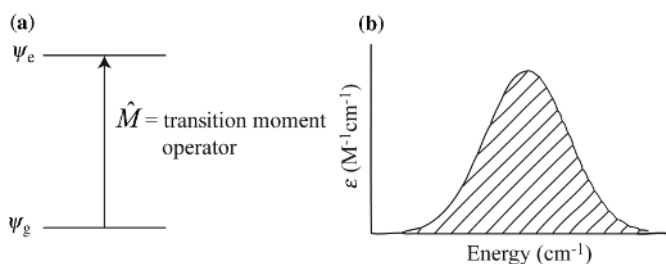 (a)
ψe
M̂ = transition moment
operator
ψg
(b)
ε (M⁻¹cm⁻¹)
Energy (cm⁻¹)